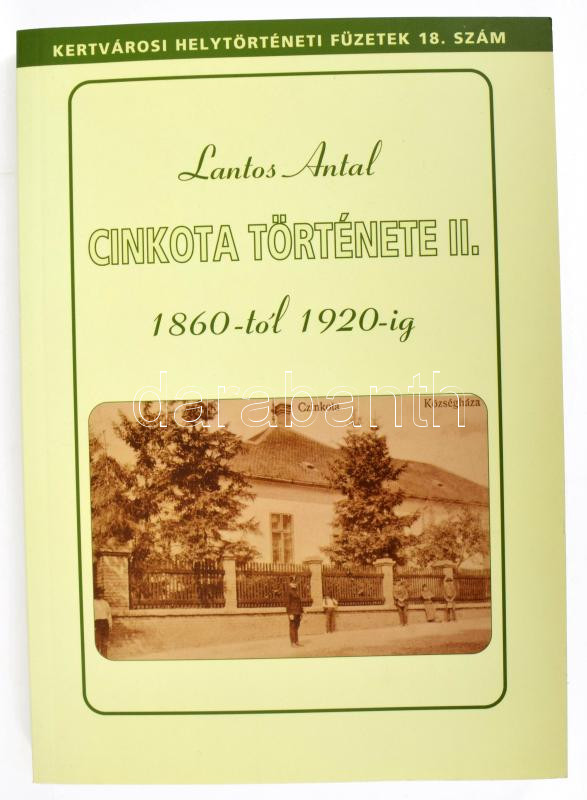 KERTVÁROSI HELYTÖRTÉNETI FÜZETEK 18. SZÁM
Lantos Antal
CINKOTA TÖRTÉNETE II.
1860-tól 1920-ig
darabanth
Czinkota Községháza